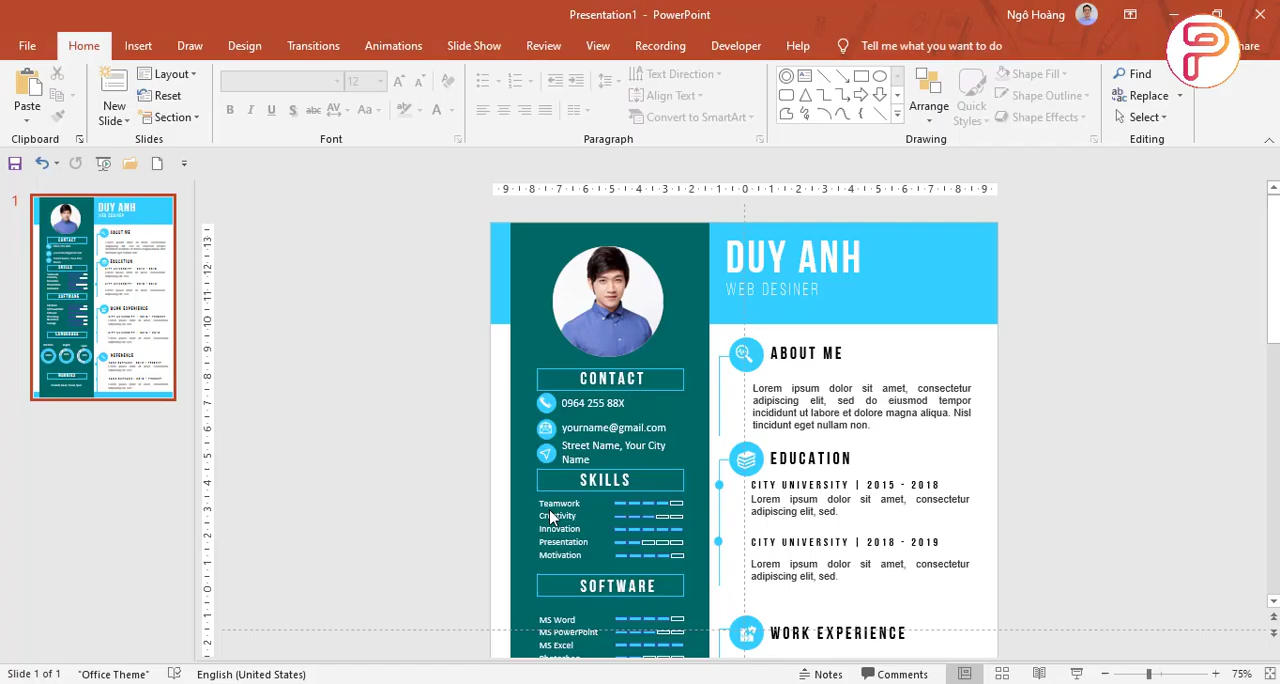 Presentation1 - PowerPoint
Ngô Hoàng
File Home Insert Draw Design Transitions Animations Slide Show Review View Recording Developer Help Tell me what you want to do
Paste
Clipboard
New Slide
Layout
Reset
Section
Slides
12
B I U S abc AV Aa A
Font
Text Direction
Align Text
Convert to SmartArt
Paragraph
Arrange
Quick Styles
Shape Fill
Shape Outline
Shape Effects
Drawing
Find
Replace
Select
Editing
1
DUY ANH
WEB DESINER
CONTACT
0964 255 88X
yourname@gmail.com
Street Name, Your City
Name
SKILLS
Teamwork
Creativity
Innovation
Presentation
Motivation
SOFTWARE
MS Word
MS PowerPoint
MS Excel
ABOUT ME
Lorem ipsum dolor sit amet, consectetur
adipiscing elit, sed do eiusmod tempor
incididunt ut labore et dolore magna aliqua. Nisl
tincidunt eget nullam non.
EDUCATION
CITY UNIVERSITY | 2015 - 2018
Lorem ipsum dolor sit amet, consectetur
adipiscing elit, sed.
CITY UNIVERSITY | 2018 - 2019
Lorem ipsum dolor sit amet, consectetur
adipiscing elit, sed.
WORK EXPERIENCE
Slide 1 of 1 "Office Theme" English (United States) Notes Comments 75%